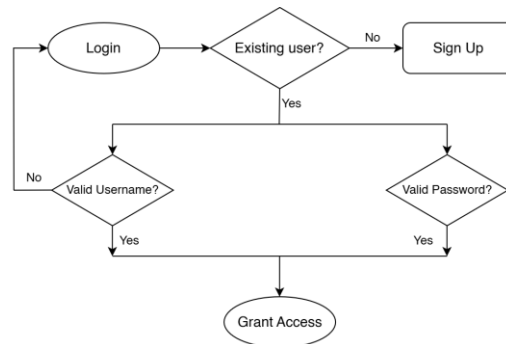 Login
Existing user?
No
Sign Up
Yes
No
Valid Username?
Valid Password?
Yes
Yes
Grant Access